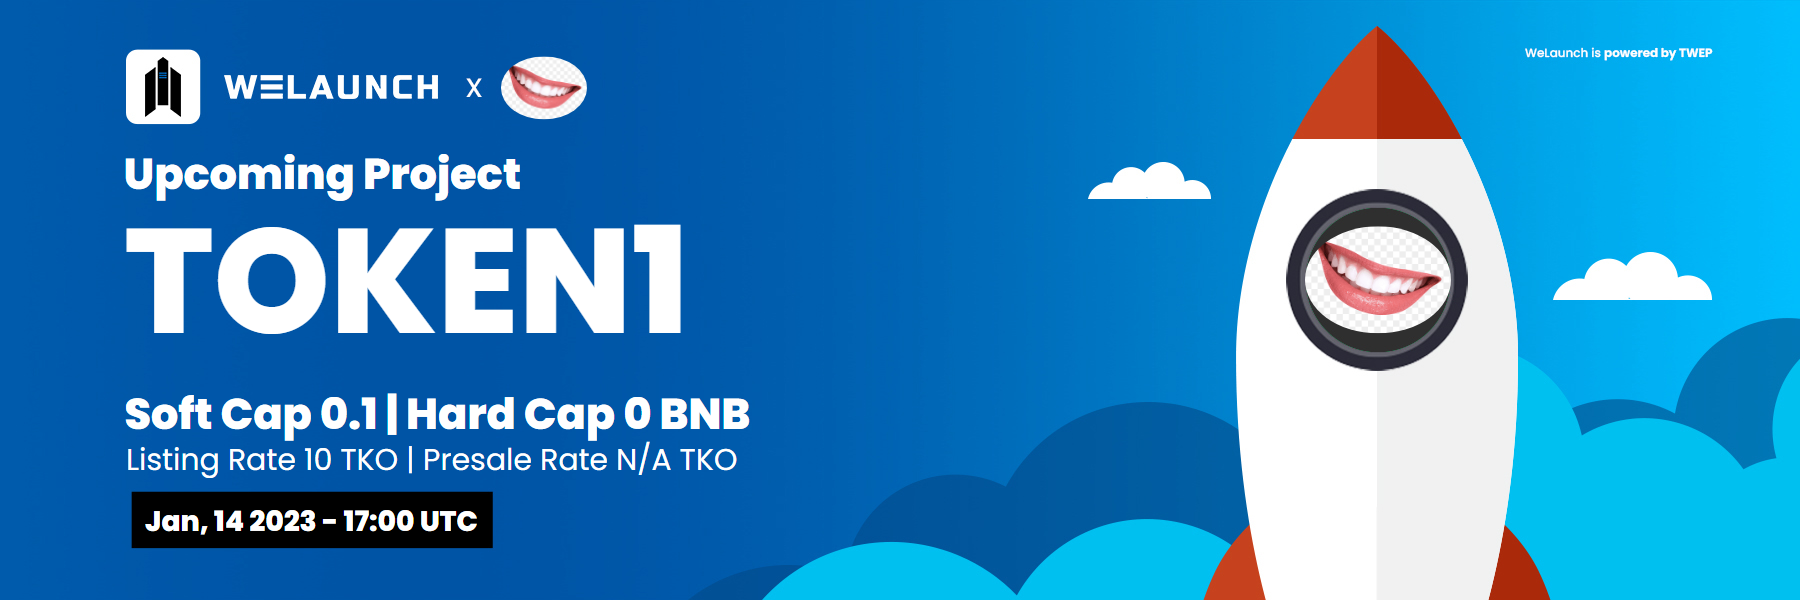 WELAUNCH x
WeLaunch is powered by TWEP
Upcoming Project
TOKEN1
Soft Cap 0.1 | Hard Cap 0 BNB
Listing Rate 10 TKO | Presale Rate N/A TKO
Jan, 14 2023 - 17:00 UTC